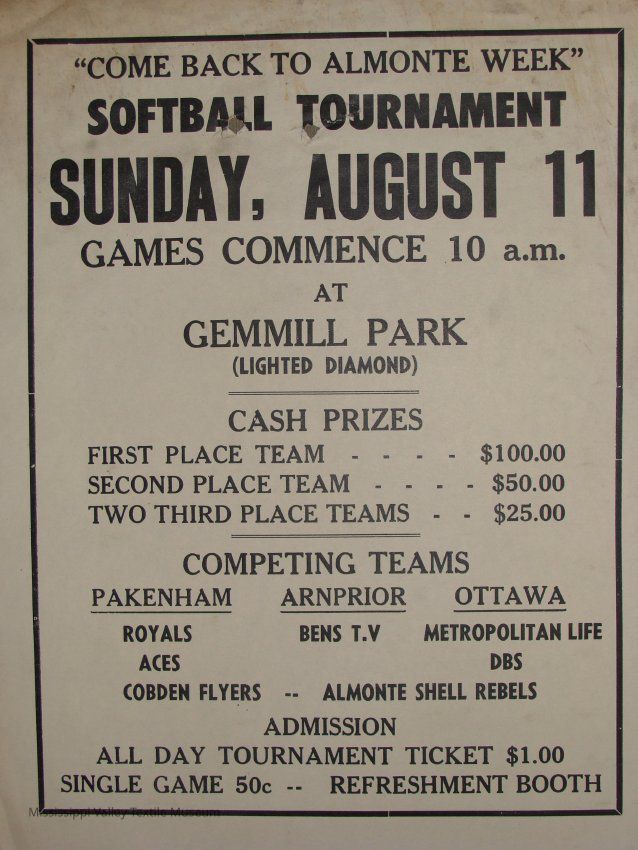 "COME BACK TO ALMONTE WEEK"
SOFTBALL TOURNAMENT
SUNDAY, AUGUST 11
GAMES COMMENCE 10 a.m.
AT
GEMMILL PARK
(LIGHTED DIAMOND)
CASH PRIZES
FIRST PLACE TEAM - - - - $100.00
SECOND PLACE TEAM - - - - $50.00
TWO THIRD PLACE TEAMS - - $25.00
COMPETING TEAMS
PAKENHAM ARNPRIOR OTTAWA
ROYALS BENS T.V METROPOLITAN LIFE
ACES DBS
COBDEN FLYERS -- ALMONTE SHELL REBELS
ADMISSION
ALL DAY TOURNAMENT TICKET $1.00
SINGLE GAME 50c -- REFRESHMENT BOOTH
Mississippi Valley Textile Museum